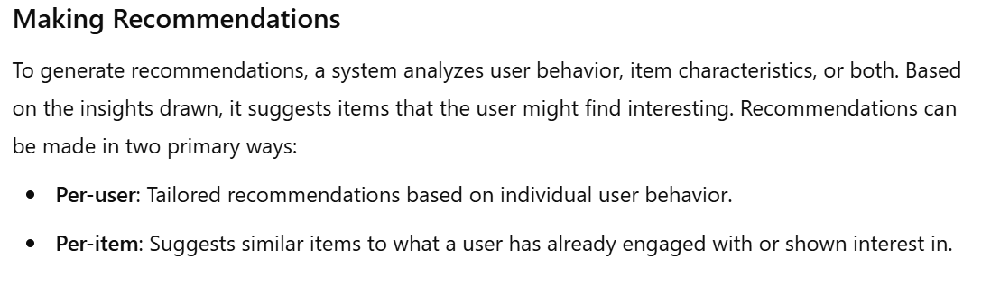 Making Recommendations
To generate recommendations, a system analyzes user behavior, item characteristics, or both. Based
on the insights drawn, it suggests items that the user might find interesting. Recommendations can
be made in two primary ways:
• Per-user: Tailored recommendations based on individual user behavior.
• Per-item: Suggests similar items to what a user has already engaged with or shown interest in.